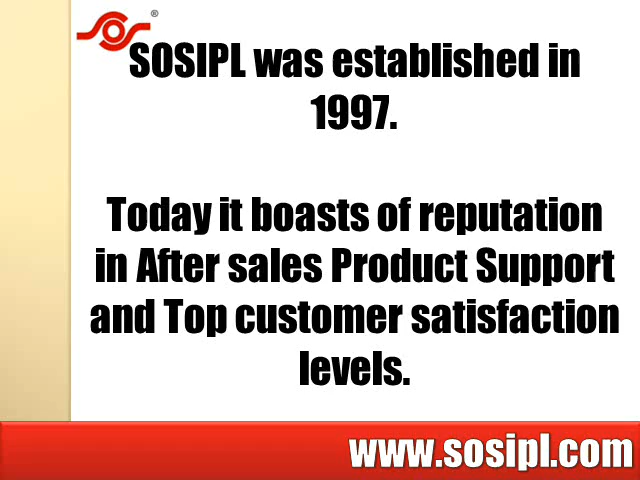 SOSIPL was established in
1997.
Today it boasts of reputation
in After sales Product Support
and Top customer satisfaction
levels.
www.sosipl.com